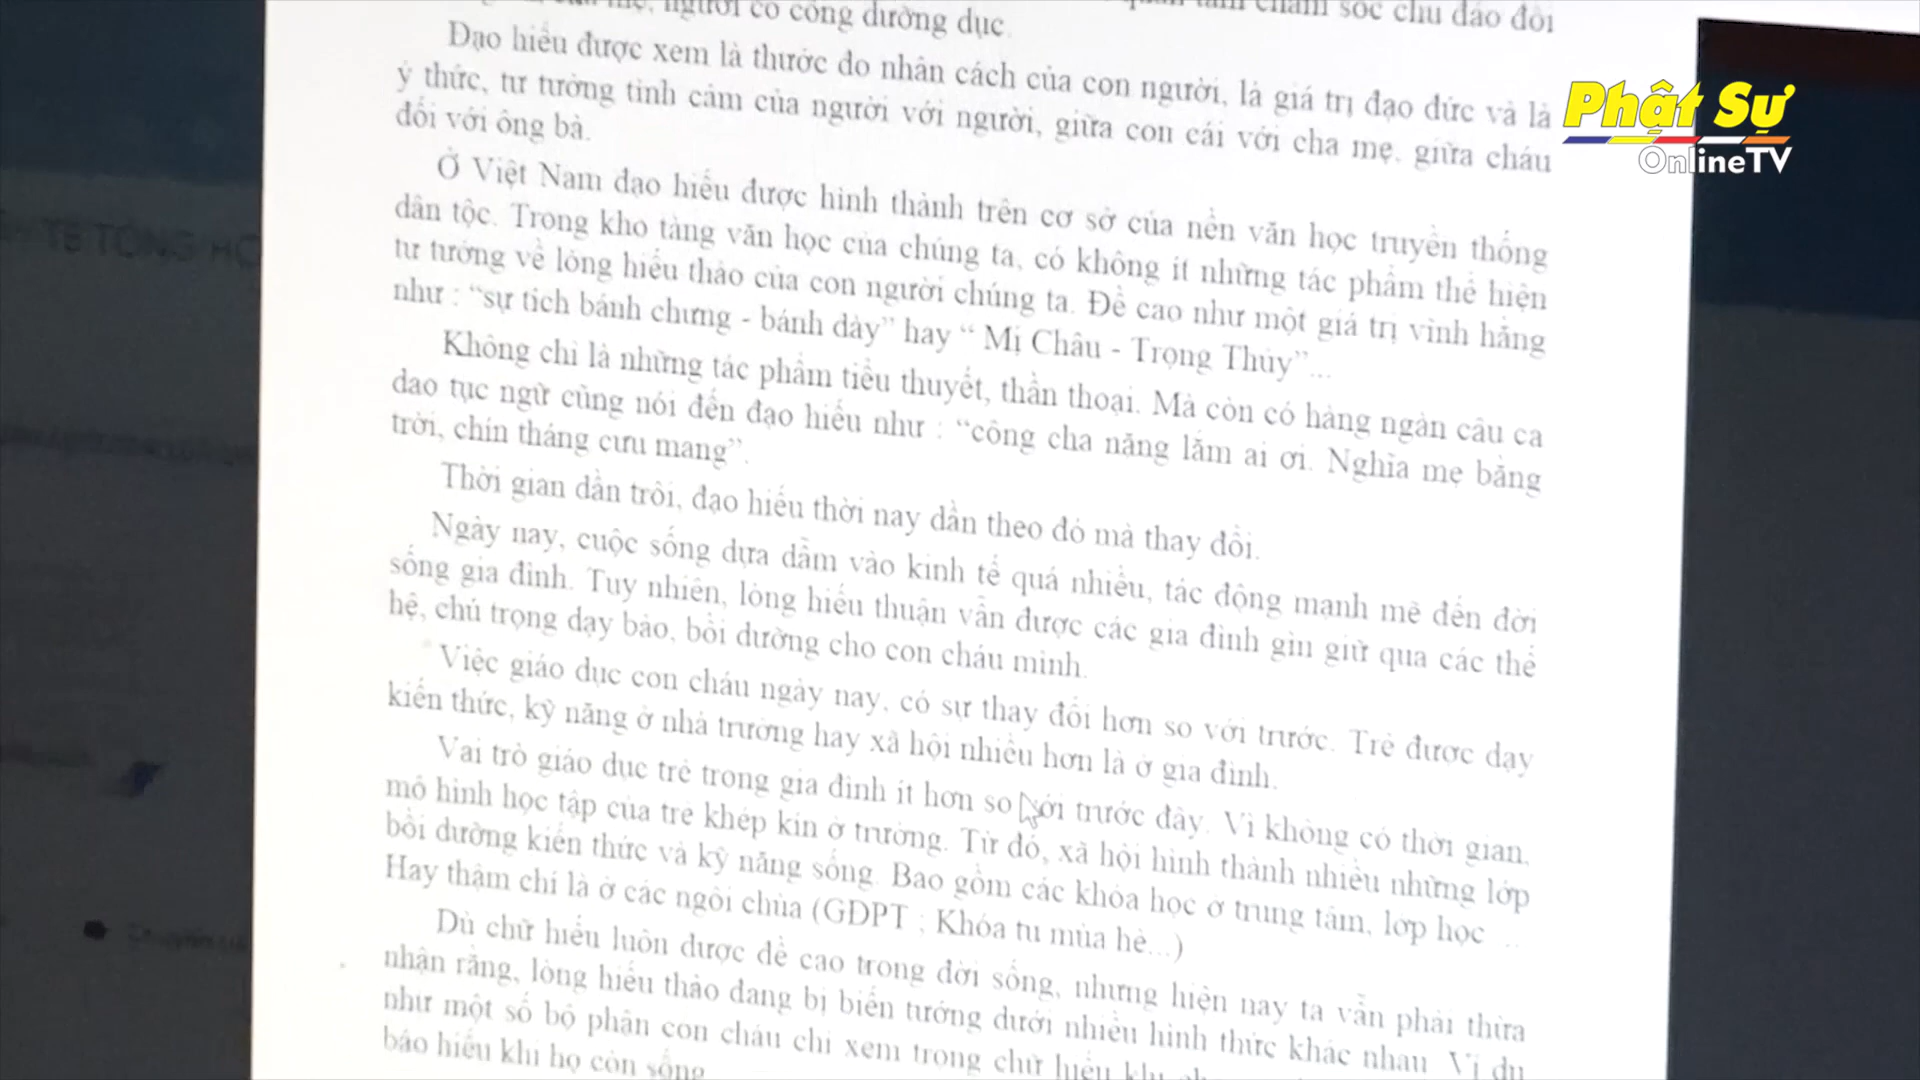 người có công dưỡng dục.
chăm sóc chu đáo đối
Đạo hiếu được xem là thước đo nhân cách của con người, là giá trị đạo đức và là
ý thức, tư tưởng tình cảm của người với người, giữa con cái với cha mẹ, giữa cháu
đối với ông bà.
Ở Việt Nam đạo hiếu được hình thành trên cơ sở của nền văn học truyền thống
dân tộc. Trong kho tàng văn học của chúng ta, có không ít những tác phẩm thể hiện
tư tưởng về lòng hiếu thảo của con người chúng ta. Đề cao như một giá trị vĩnh hằng
như : “sự tích bánh chưng - bánh dày” hay “ Mị Châu - Trọng Thủy”...
Không chỉ là những tác phẩm tiểu thuyết, thần thoại. Mà còn có hàng ngàn câu ca
dao tục ngữ cũng nói đến đạo hiếu như : “công cha nặng lắm ai ơi. Nghĩa mẹ bằng
trời, chín tháng cưu mang”.
Thời gian dần trôi, đạo hiếu thời nay dần theo đó mà thay đổi.
Ngày nay, cuộc sống dựa dẫm vào kinh tế quá nhiều, tác động mạnh mẽ đến đời
sống gia đình. Tuy nhiên, lòng hiếu thuận vẫn được các gia đình gìn giữ qua các thế
hệ, chú trọng dạy bảo, bồi dưỡng cho con cháu mình.
Việc giáo dục con cháu ngày nay, có sự thay đổi hơn so với trước. Trẻ được dạy
kiến thức, kỹ năng ở nhà trường hay xã hội nhiều hơn là ở gia đình.
Vai trò giáo dục trẻ trong gia đình ít hơn so với trước đây. Vì không có thời gian,
mô hình học tập của trẻ khép kín ở trường. Từ đó, xã hội hình thành nhiều những lớp
bồi dưỡng kiến thức và kỹ năng sống. Bao gồm các khóa học ở trung tâm, lớp học ...
Hay thậm chí là ở các ngôi chùa (GĐPT ; Khóa tu mùa hè...)
Dù chữ hiếu luôn được đề cao trong đời sống, nhưng hiện nay ta vẫn phải thừa
nhận rằng, lòng hiếu thảo đang bị biến tướng dưới nhiều hình thức khác nhau. Ví dụ
như một số bộ phận con cháu chỉ xem trọng chữ hiếu khi
báo hiếu khi họ còn sống
Phật Sự
OnlineTV